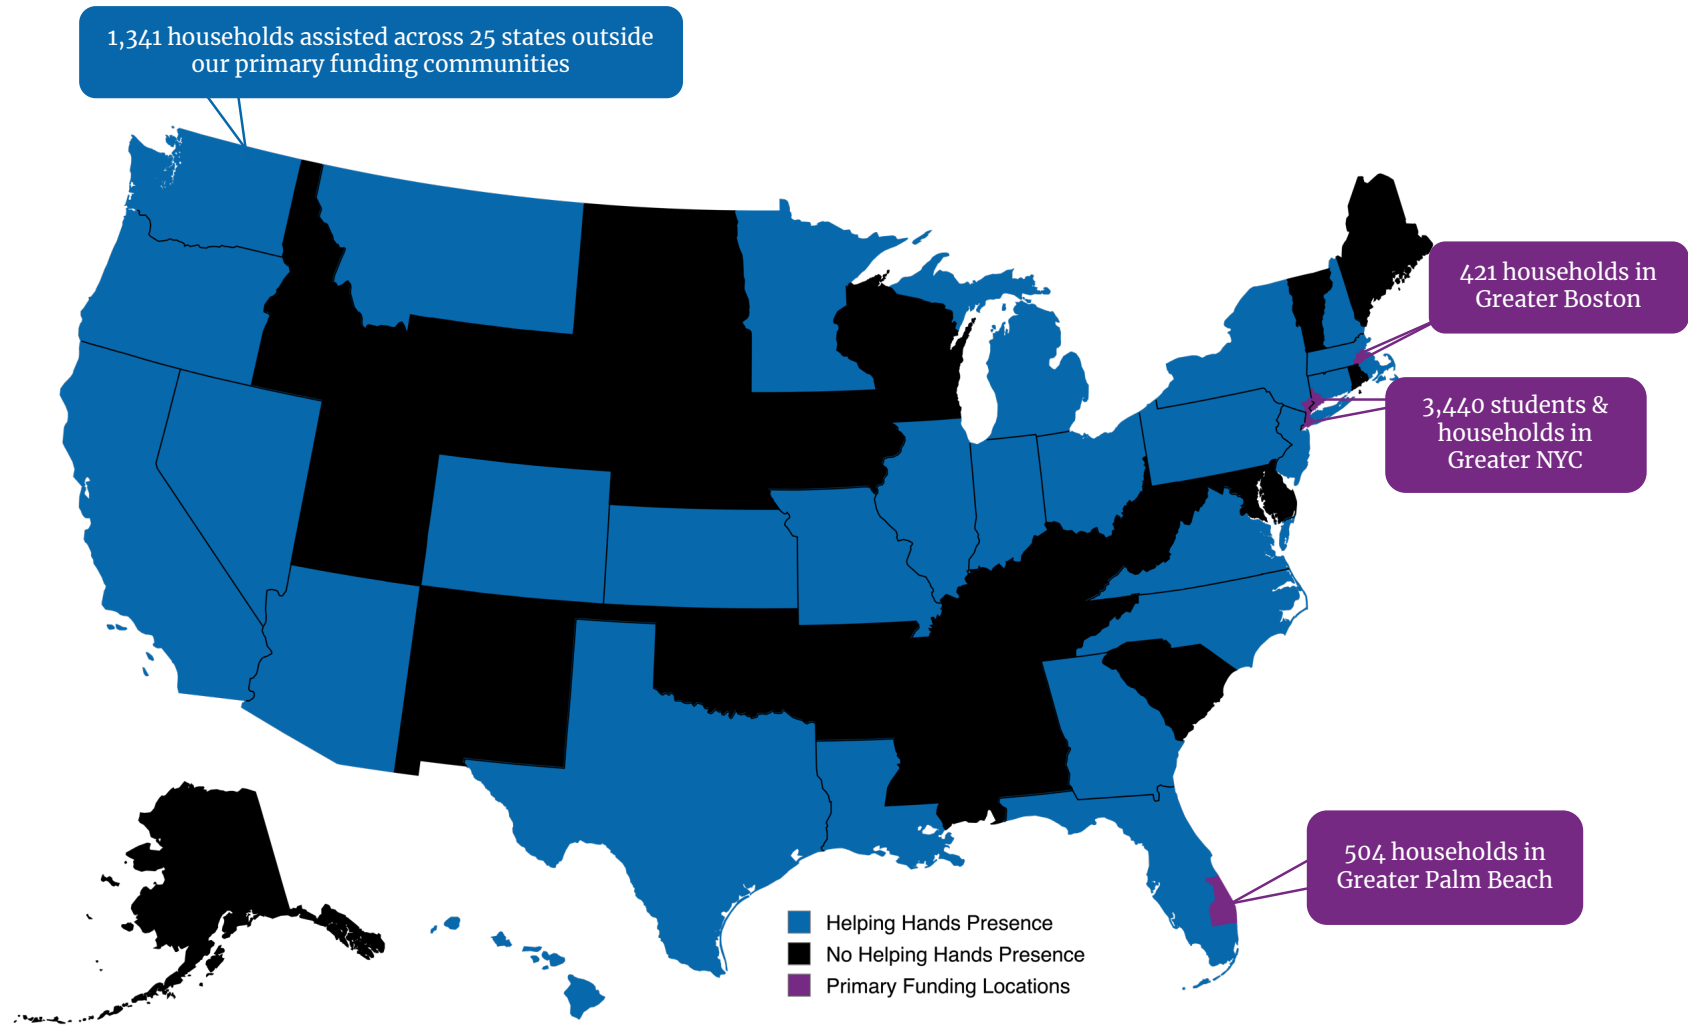 1,341 households assisted across 25 states outside
our primary funding communities
421 households in
Greater Boston
3,440 students &
households in
Greater NYC
504 households in
Greater Palm Beach
Helping Hands Presence
No Helping Hands Presence
Primary Funding Locations